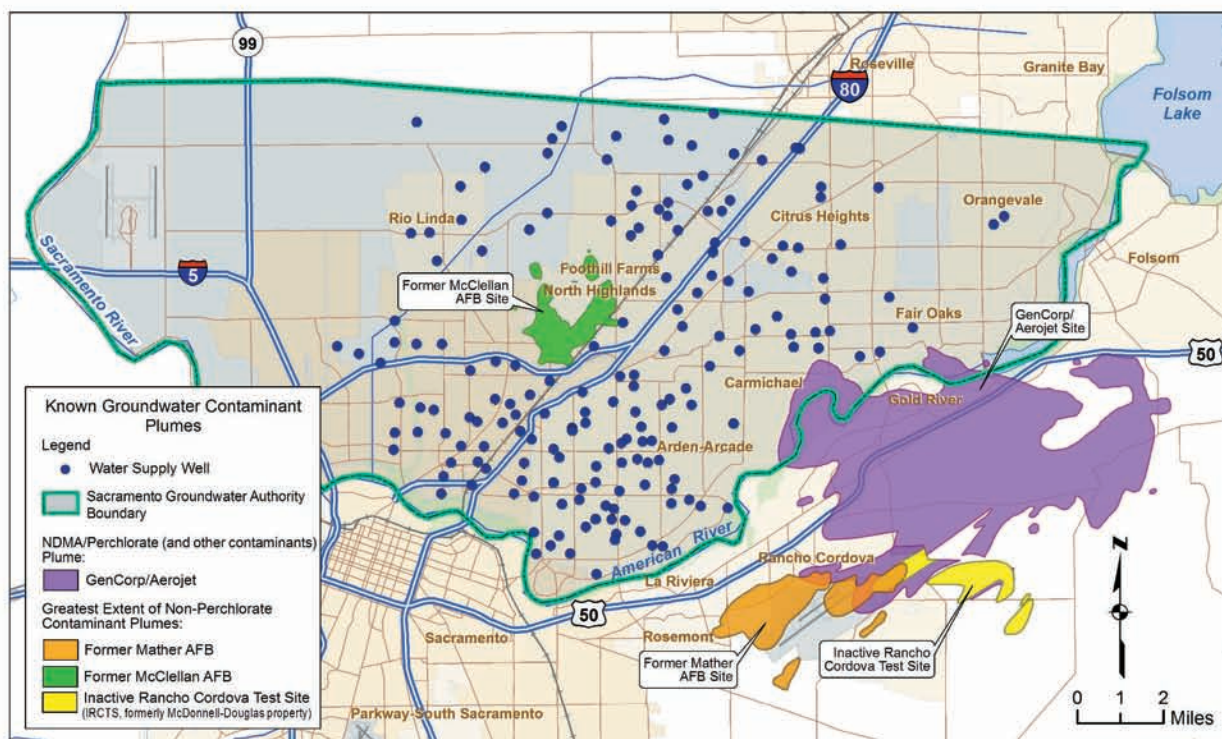 99
Roseville
Granite Bay
80
Folsom
Lake
Rio Linda
Citrus Heights
Orangevale
Sacramento River
5
Foothill Farms
North Highlands
Former McClellan
AFB Site
Folsom
GenCorp/
Aerojet Site
Fair Oaks
50
Carmichael
Gold River
Arden-Arcade
American River
Rancho Cordova
La Riviera
50
Sacramento
Rosemont
Former Mather
AFB Site
Inactive Rancho
Cordova Test Site
Parkway-South Sacramento
Known Groundwater Contaminant
Plumes
Legend
Water Supply Well
Sacramento Groundwater Authority
Boundary
NDMA/Perchlorate (and other contaminants)
Plume:
GenCorp/Aerojet
Greatest Extent of Non-Perchlorate
Contaminant Plumes:
Former Mather AFB
Former McClellan AFB
Inactive Rancho Cordova Test Site
(IRCTS, formerly McDonnell-Douglas property)
N
0 1 2
Miles